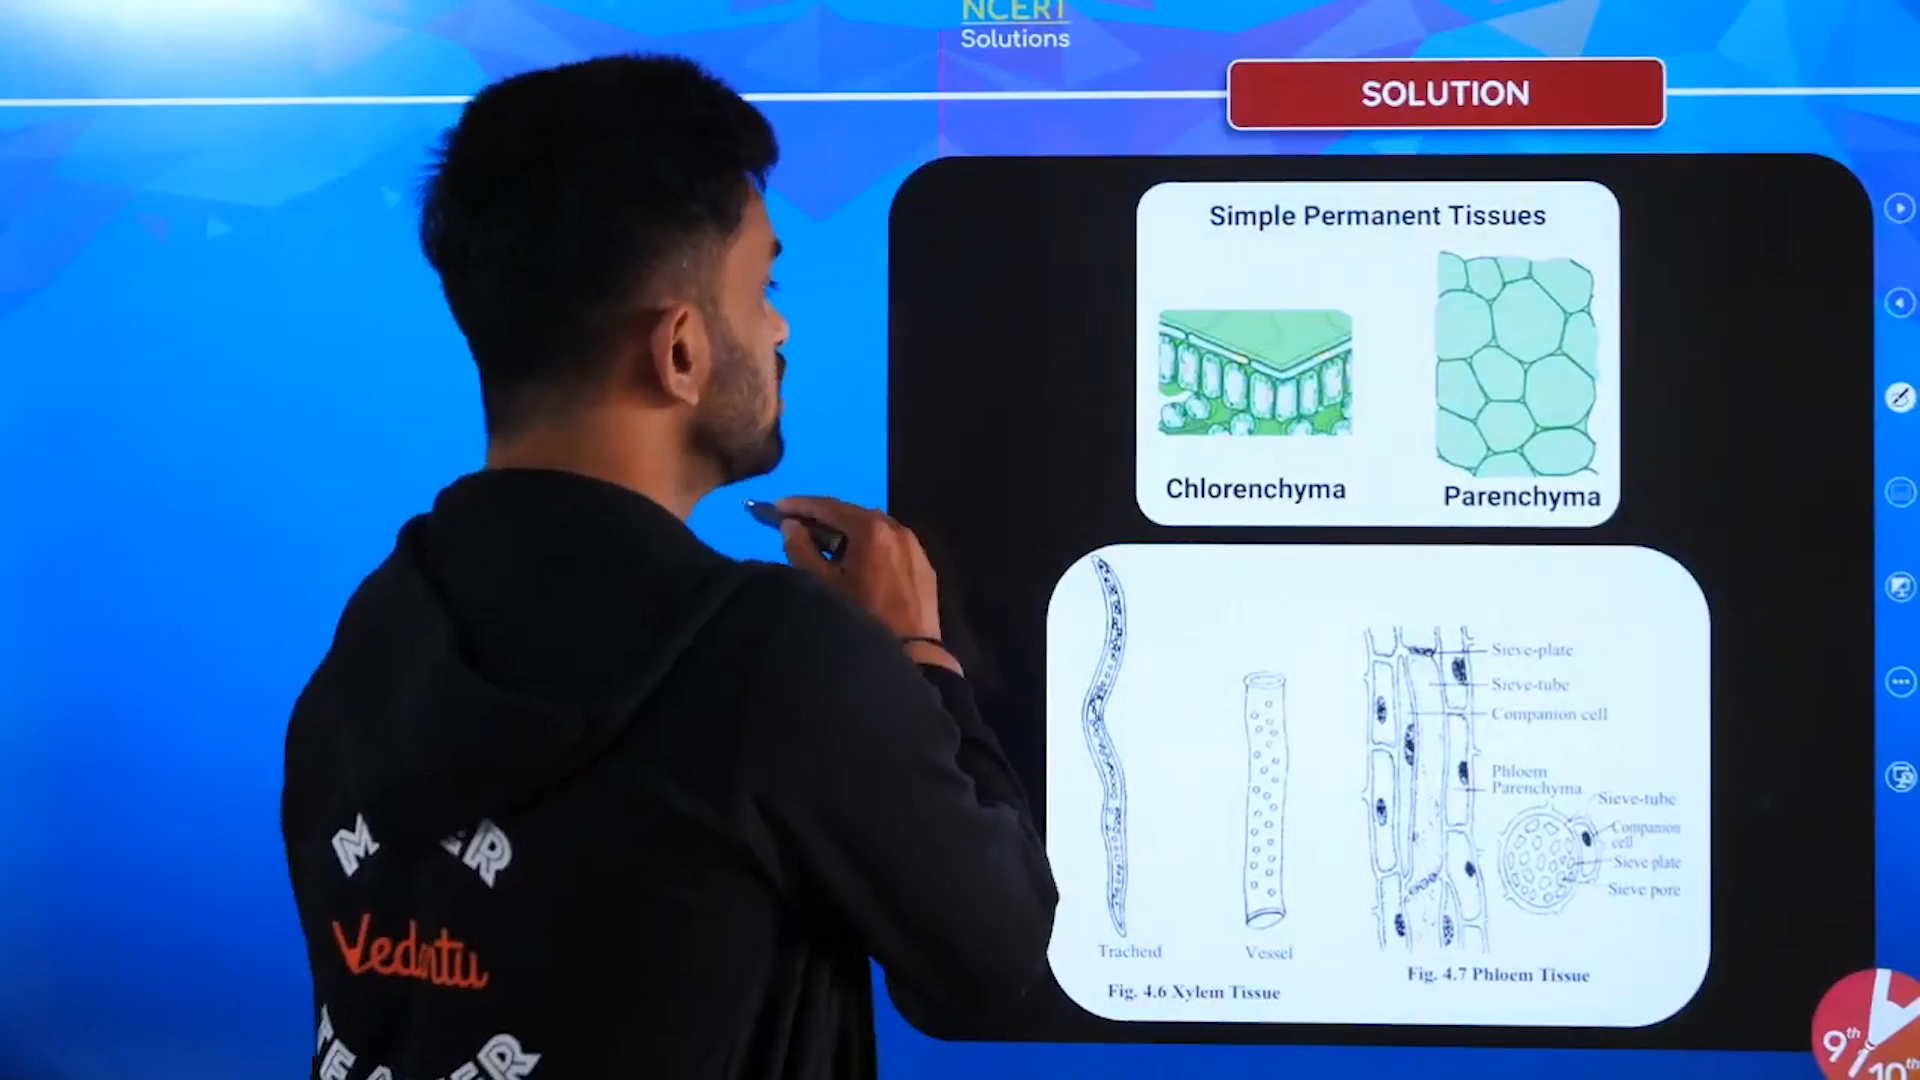 NCERT
Solutions
SOLUTION
Simple Permanent Tissues
Chlorenchyma
Parenchyma
Sieve-plate
Sieve-tube
Companion cell
Phloem
Parenchyma
Sieve-tube
Companion
cell
Sieve plate
Sieve pore
Tracheid
Vessel
Fig. 4.6 Xylem Tissue
Fig. 4.7 Phloem Tissue
Vedantu
9th
10th